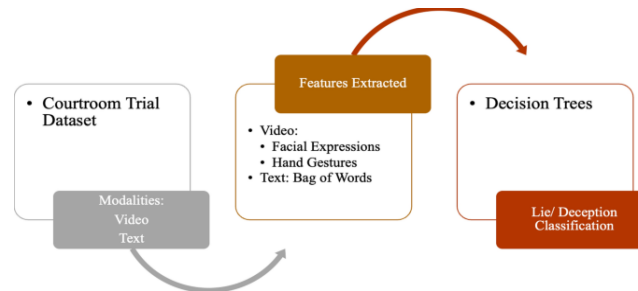 • Courtroom Trial
Dataset
Modalities:
Video
Text
Features Extracted
• Video:
• Facial Expressions
• Hand Gestures
• Text: Bag of Words
• Decision Trees
Lie/ Deception
Classification